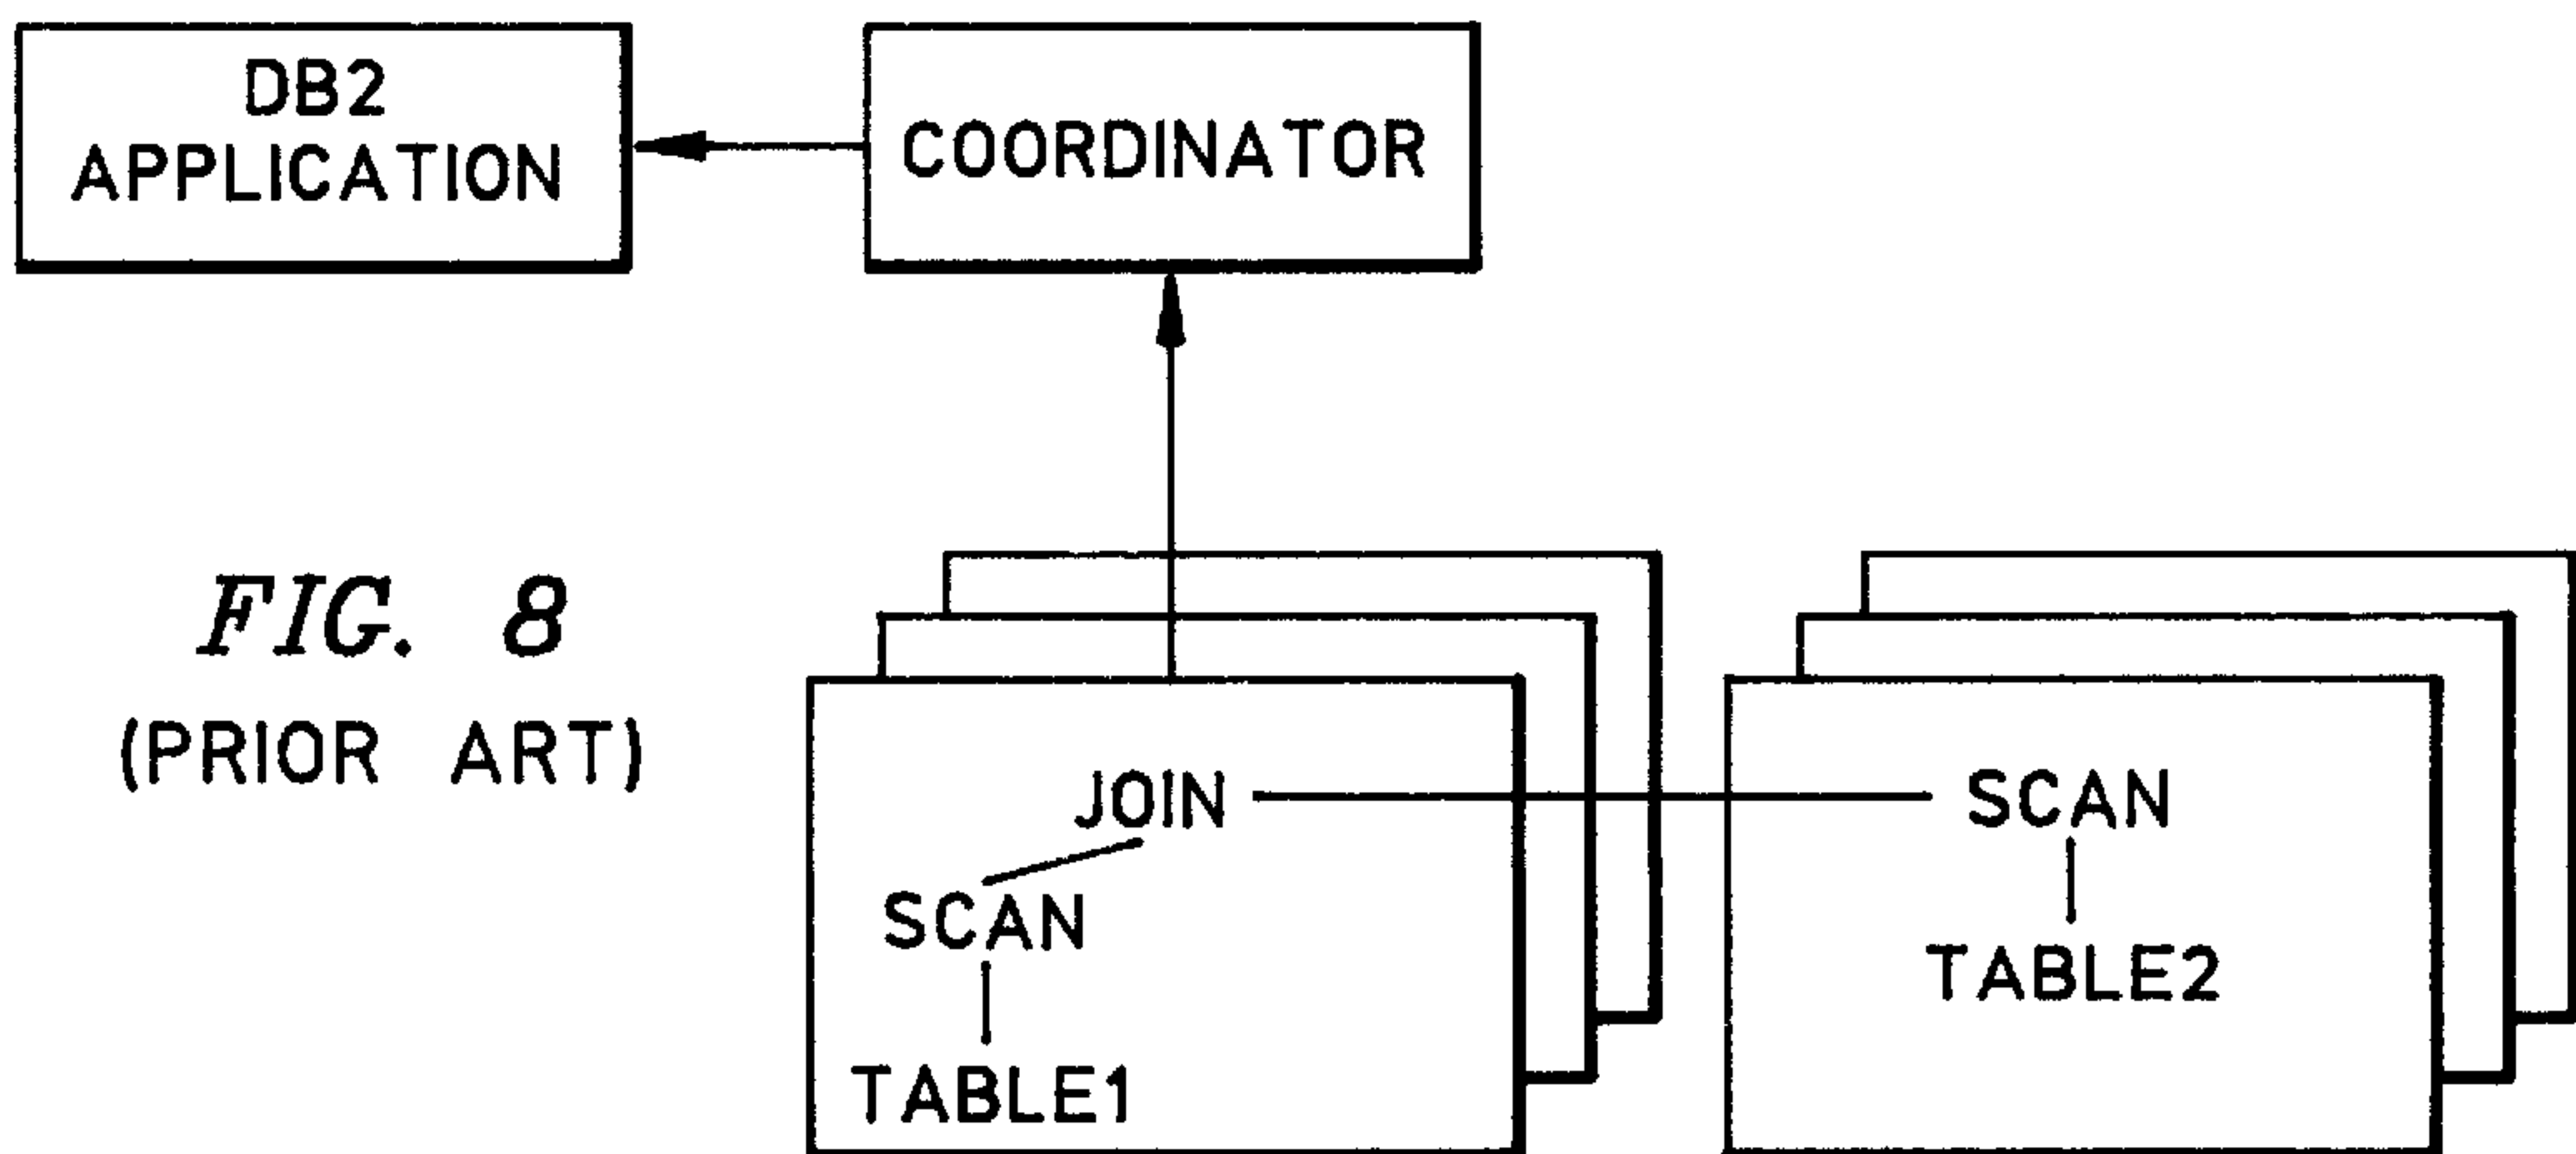 DB2
APPLICATION
COORDINATOR
FIG. 8
(PRIOR ART)
JOIN
SCAN
TABLE1
SCAN
TABLE2